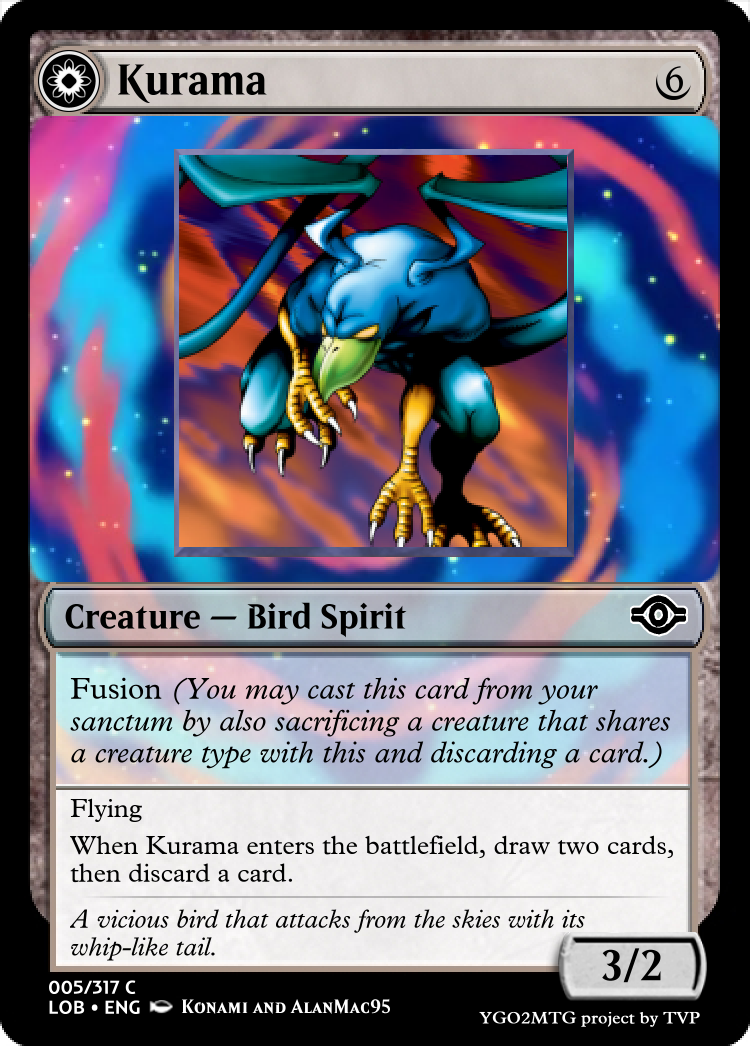 Kurama
6
Creature — Bird Spirit
Fusion (You may cast this card from your
sanctum by also sacrificing a creature that shares
a creature type with this and discarding a card.)
Flying
When Kurama enters the battlefield, draw two cards,
then discard a card.
A vicious bird that attacks from the skies with its
whip-like tail.
3/2
005/317 C
LOB • ENG Konami and AlanMac95
YGO2MTG project by TVP